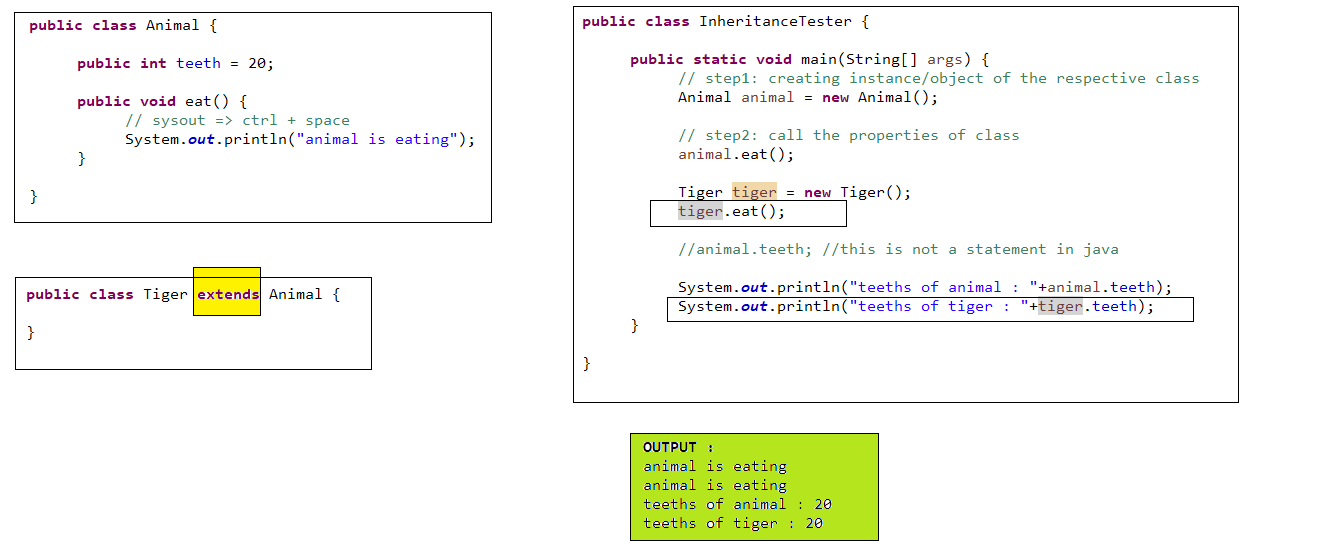 public class Animal {
public int teeth = 20;
public void eat() {
// sysout => ctrl + space
System.out.println("animal is eating");
}
}
public class Tiger extends Animal {
}
public class InheritanceTester {
public static void main(String[] args) {
// step1: creating instance/object of the respective class
Animal animal = new Animal();
// step2: call the properties of class
animal.eat();
Tiger tiger = new Tiger();
tiger.eat();
//animal.teeth; //this is not a statement in java
System.out.println("teeths of animal : "+animal.teeth);
System.out.println("teeths of tiger : "+tiger.teeth);
}
}
OUTPUT :
animal is eating
animal is eating
teeths of animal : 20
teeths of tiger : 20